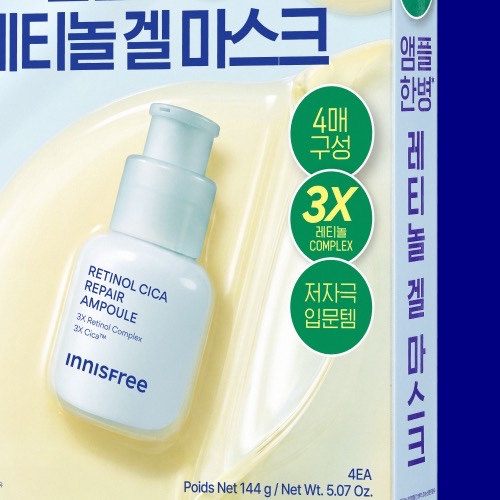 레티놀 겔 마스크
4매
구성
3X
레티놀
COMPLEX
저자극
입문템
RETINOL CICA
REPAIR
AMPOULE
3X Retinol Complex
3X Cica™
innisfree
4EA
Poids Net 144 g / Net Wt. 5.07 Oz.
앰플
한병
레티놀 겔 마스크